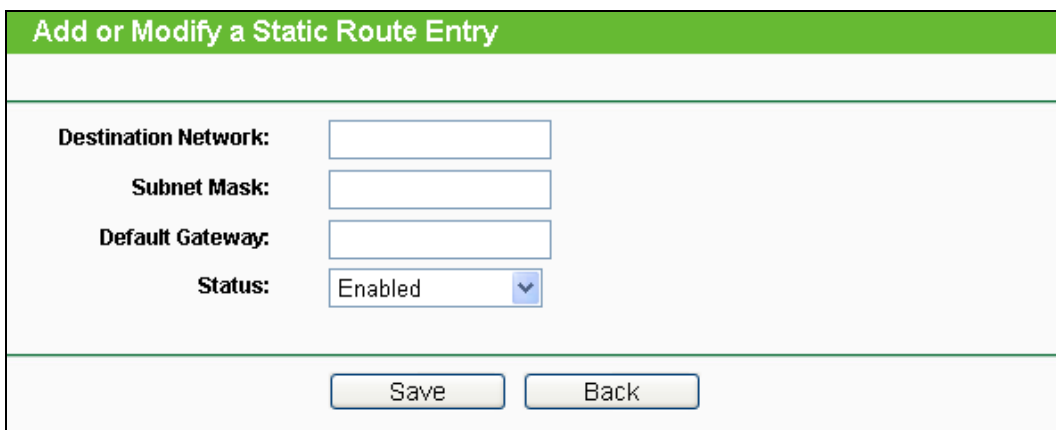 Add or Modify a Static Route Entry
Destination Network:
Subnet Mask:
Default Gateway:
Status: Enabled
Save Back